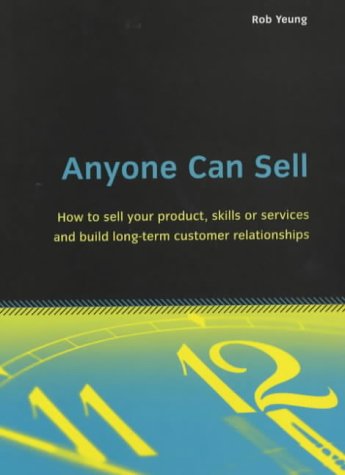 Rob Yeung
Anyone Can Sell
How to sell your product, skills or services
and build long-term customer relationships
11 12